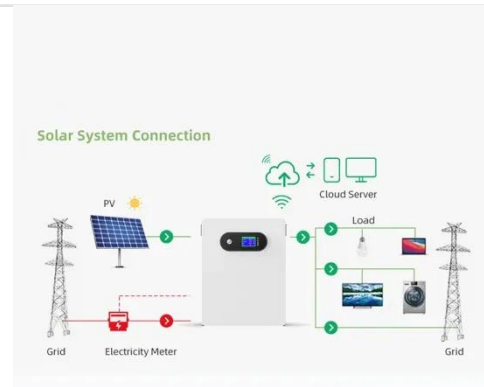 Solar System Connection
Cloud Server
PV
Load
Grid
Electricity Meter
Grid